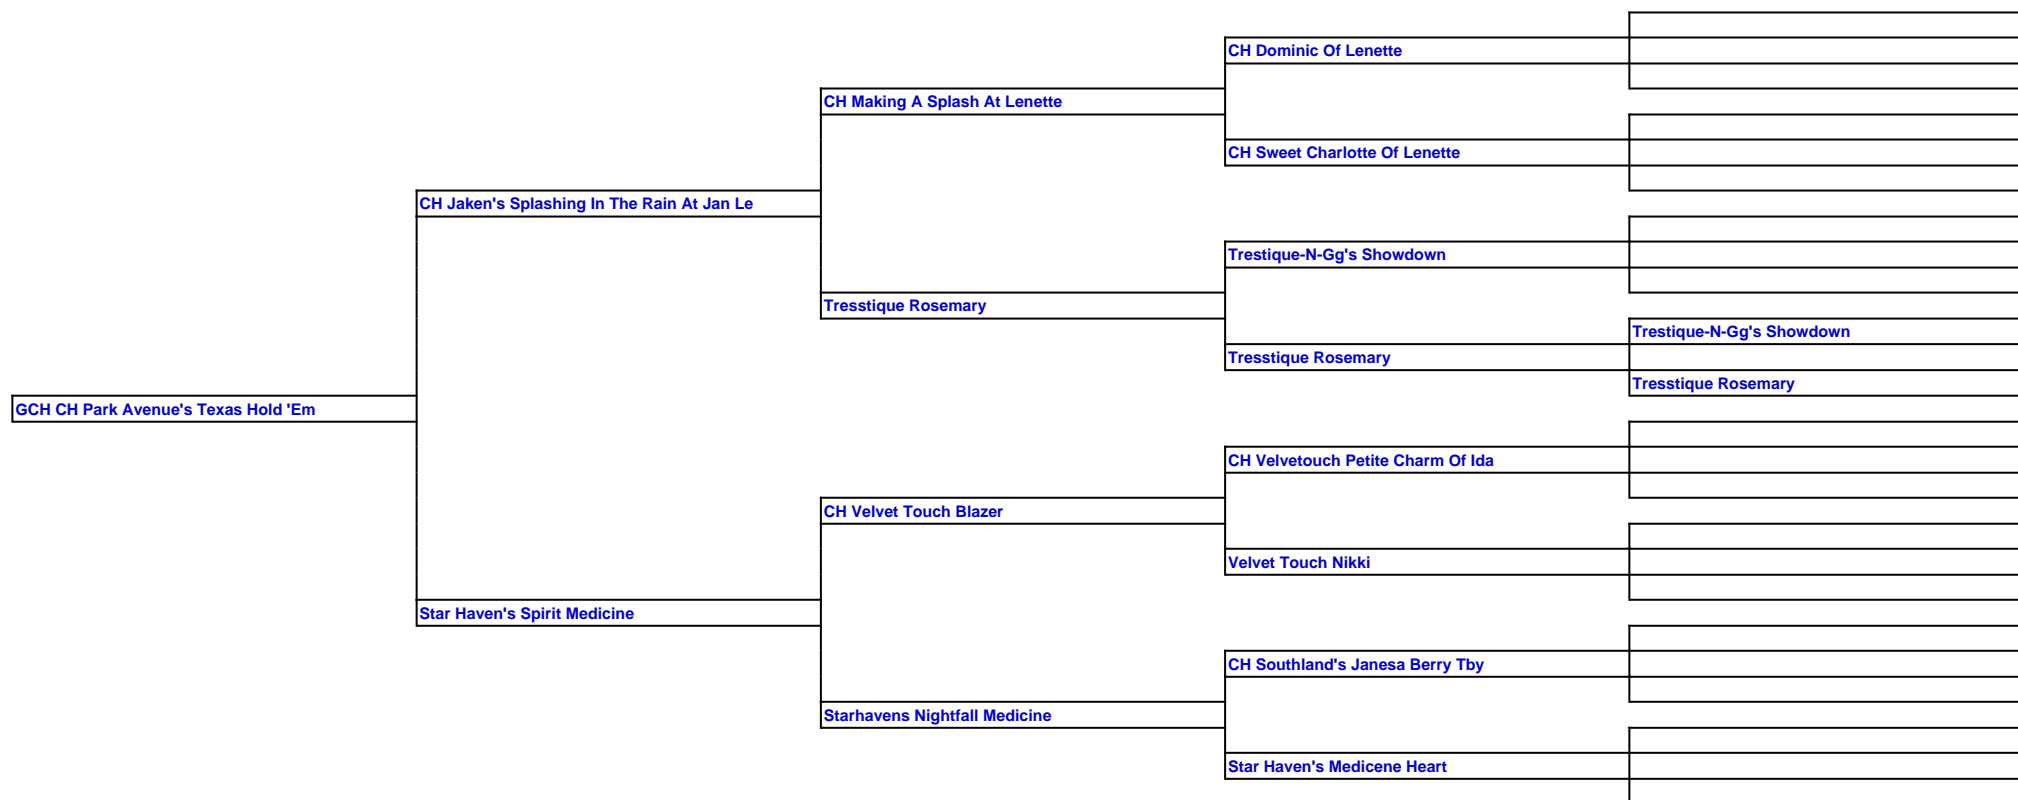 CH Dominic Of Lenette
CH Making A Splash At Lenette
CH Sweet Charlotte Of Lenette
CH Jaken's Splashing In The Rain At Jan Le
Trestique-N-Gg's Showdown
Tresstique Rosemary
Trestique-N-Gg's Showdown
Tresstique Rosemary
Tresstique Rosemary
GCH CH Park Avenue's Texas Hold 'Em
CH Velvetouch Petite Charm Of Ida
CH Velvet Touch Blazer
Velvet Touch Nikki
Star Haven's Spirit Medicine
CH Southland's Janesa Berry Tby
Starhavens Nightfall Medicine
Star Haven's Medicene Heart